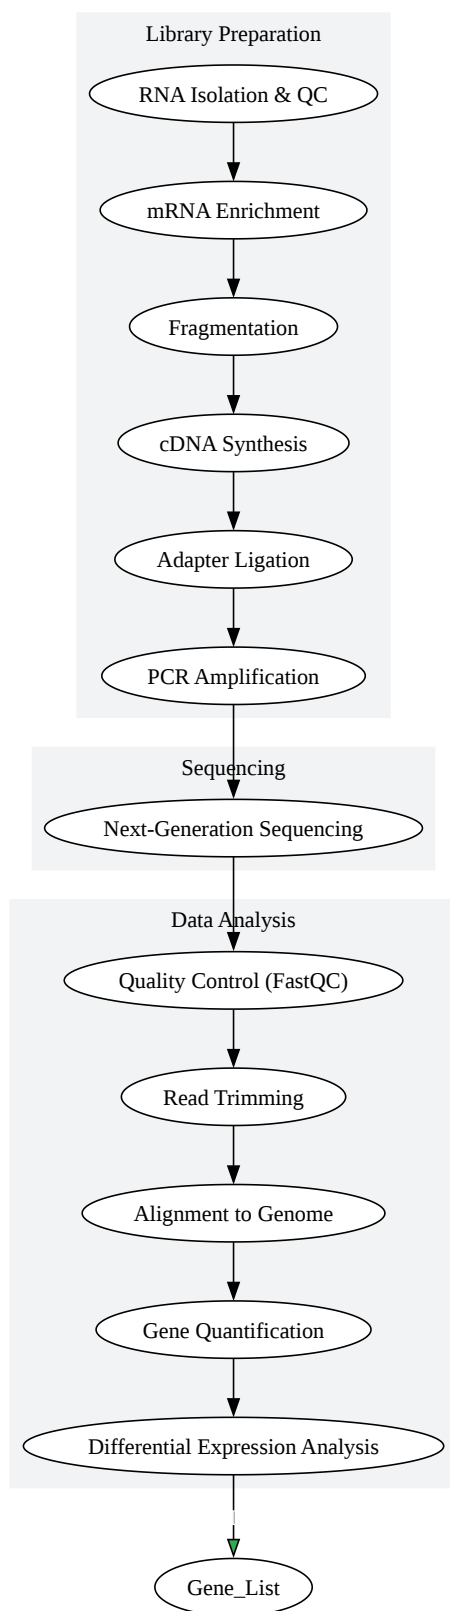 Library Preparation
RNA Isolation & QC
mRNA Enrichment
Fragmentation
cDNA Synthesis
Adapter Ligation
PCR Amplification
Sequencing
Next-Generation Sequencing
Data Analysis
Quality Control (FastQC)
Read Trimming
Alignment to Genome
Gene Quantification
Differential Expression Analysis
Gene_List